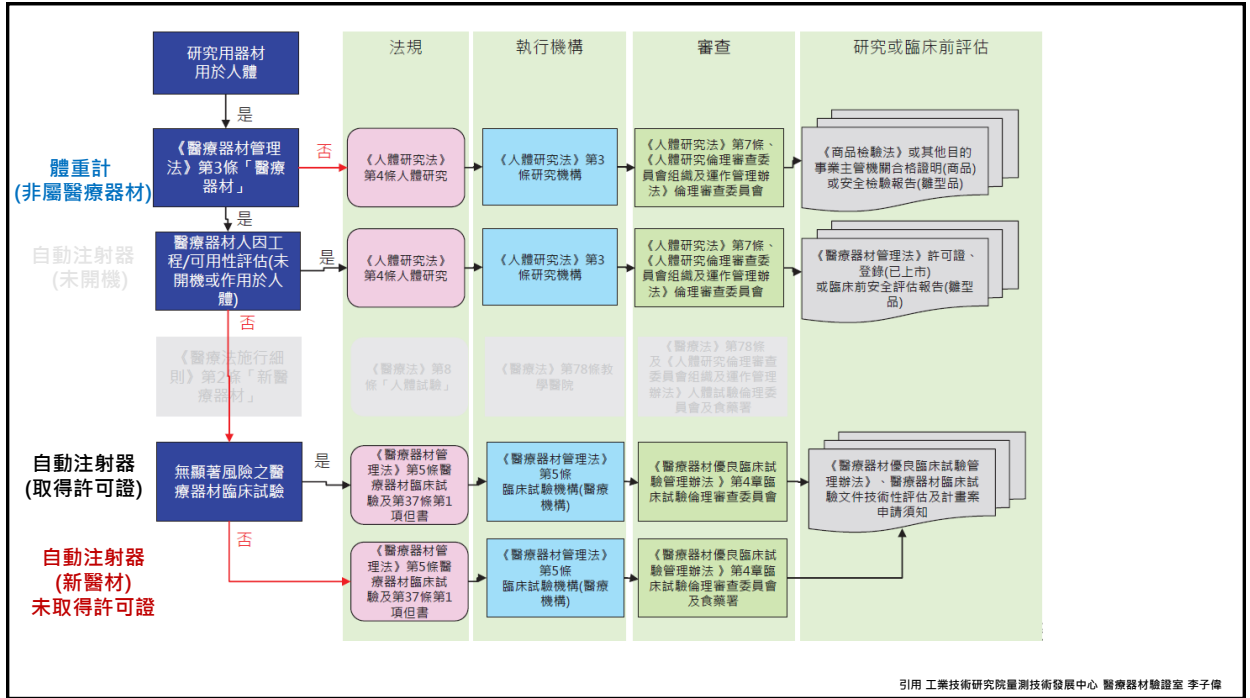 研究用器材
用於人體
法規
執行機構
審查
研究或臨床前評估
是
體重計
(非屬醫療器材)
《醫療器材管理
法》第3條「醫療
器材」
否
《人體研究法》
第4條人體研究
《人體研究法》第3
條研究機構
《人體研究法》第7條、
《人體研究倫理審查委
員會組織及運作管理辦
法》倫理審查委員會
《商品檢驗法》或其他目的
事業主管機關合格證明(商品)
或安全檢驗報告(雛型品)
是
自動注射器
(未開機)
醫療器材人因工
程/可用性評估(未
開機或作用於人
體)
是
《人體研究法》
第4條人體研究
《人體研究法》第3
條研究機構
《人體研究法》第7條、
《人體研究倫理審查委
員會組織及運作管理辦
法》倫理審查委員會
《醫療器材管理法》許可證、
登錄(已上市)
或臨床前安全評估報告(雛型
品)
否
《醫療法施行細
則》第2條「新醫
療器材」
《醫療法》第8
條「人體試驗」
《醫療法》第78條教
學醫院
《醫療法》第78條
及《人體研究倫理審查
委員會組織及運作管理
辦法》人體試驗倫理委
員會及食藥署
自動注射器
(取得許可證)
無顯著風險之醫
療器材臨床試驗
是
《醫療器材管
理法》第5條醫
療器材臨床試
驗及第37條第1
項但書
《醫療器材管理法》
第5條
臨床試驗機構(醫療
機構)
《醫療器材優良臨床試
驗管理辦法》第4章臨
床試驗倫理審查委員會
《醫療器材優良臨床試驗管
理辦法》、醫療器材臨床試
驗文件技術性評估及計畫案
申請須知
否
自動注射器
(新醫材)
未取得許可證
《醫療器材管
理法》第5條醫
療器材臨床試
驗及第37條第1
項但書
《醫療器材管理法》
第5條
臨床試驗機構(醫療
機構)
《醫療器材優良臨床試
驗管理辦法》第4章臨
床試驗倫理審查委員會
及食藥署
引用 工業技術研究院量測技術發展中心 醫療器材驗證室 李子偉